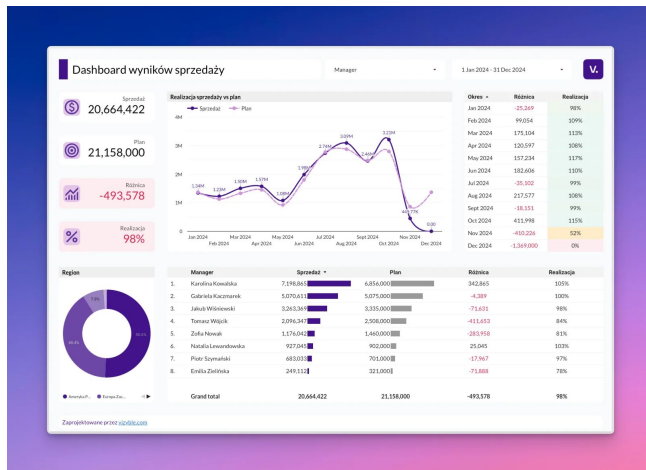 Dashboard wyników sprzedaży
Manager
1 Jan 2024 - 31 Dec 2024
V.
Sprzedaż
20,664,422
Plan
21,158,000
Różnica
-493,578
Realizacja
98%
Realizacja sprzedaży vs plan
Sprzedaż Plan
4M
3M
2M
1M
0
1.34M 1.23M 1.50M 1.57M 1.08M 1.98M 2.74M 3.09M 2.46M 3.21M 0.00
Jan 2024 Mar 2024 May 2024 Jul 2024 Sept 2024 Nov 2024
Feb 2024 Apr 2024 Jun 2024 Aug 2024 Oct 2024 Dec 2024
Okres Różnica Realizacja
Jan 2024 -25,369 98%
Feb 2024 99,054 109%
Mar 2024 175,104 113%
Apr 2024 120,597 108%
May 2024 157,234 117%
Jun 2024 182,606 110%
Jul 2024 -35,102 99%
Aug 2024 217,577 108%
Sept 2024 -18,151 99%
Oct 2024 411,998 115%
Nov 2024 -410,226 52%
Dec 2024 -1,369,000 0%
Region
7.8%
Ameryka P... Europa Zac...
Manager Sprzedaż Plan Różnica Realizacja
1. Karolina Kowalska 7,198,865 6,856,000 342,865 105%
2. Gabriela Kaczmarek 5,070,611 5,075,000 -4,389 100%
3. Jakub Wiśniewski 3,263,369 3,335,000 -71,631 98%
4. Tomasz Wójcik 2,096,347 2,508,000 -411,653 84%
5. Zofia Nowak 1,176,042 1,460,000 -283,958 81%
6. Natalia Lewandowska 927,045 902,000 25,045 103%
7. Piotr Szymański 683,033 701,000 -17,967 97%
8. Emilia Zielińska 249,112 321,000 -71,888 78%
Grand total 20,664,422 21,158,000 -493,578 98%
Zaprojektowane przez vizyble.com